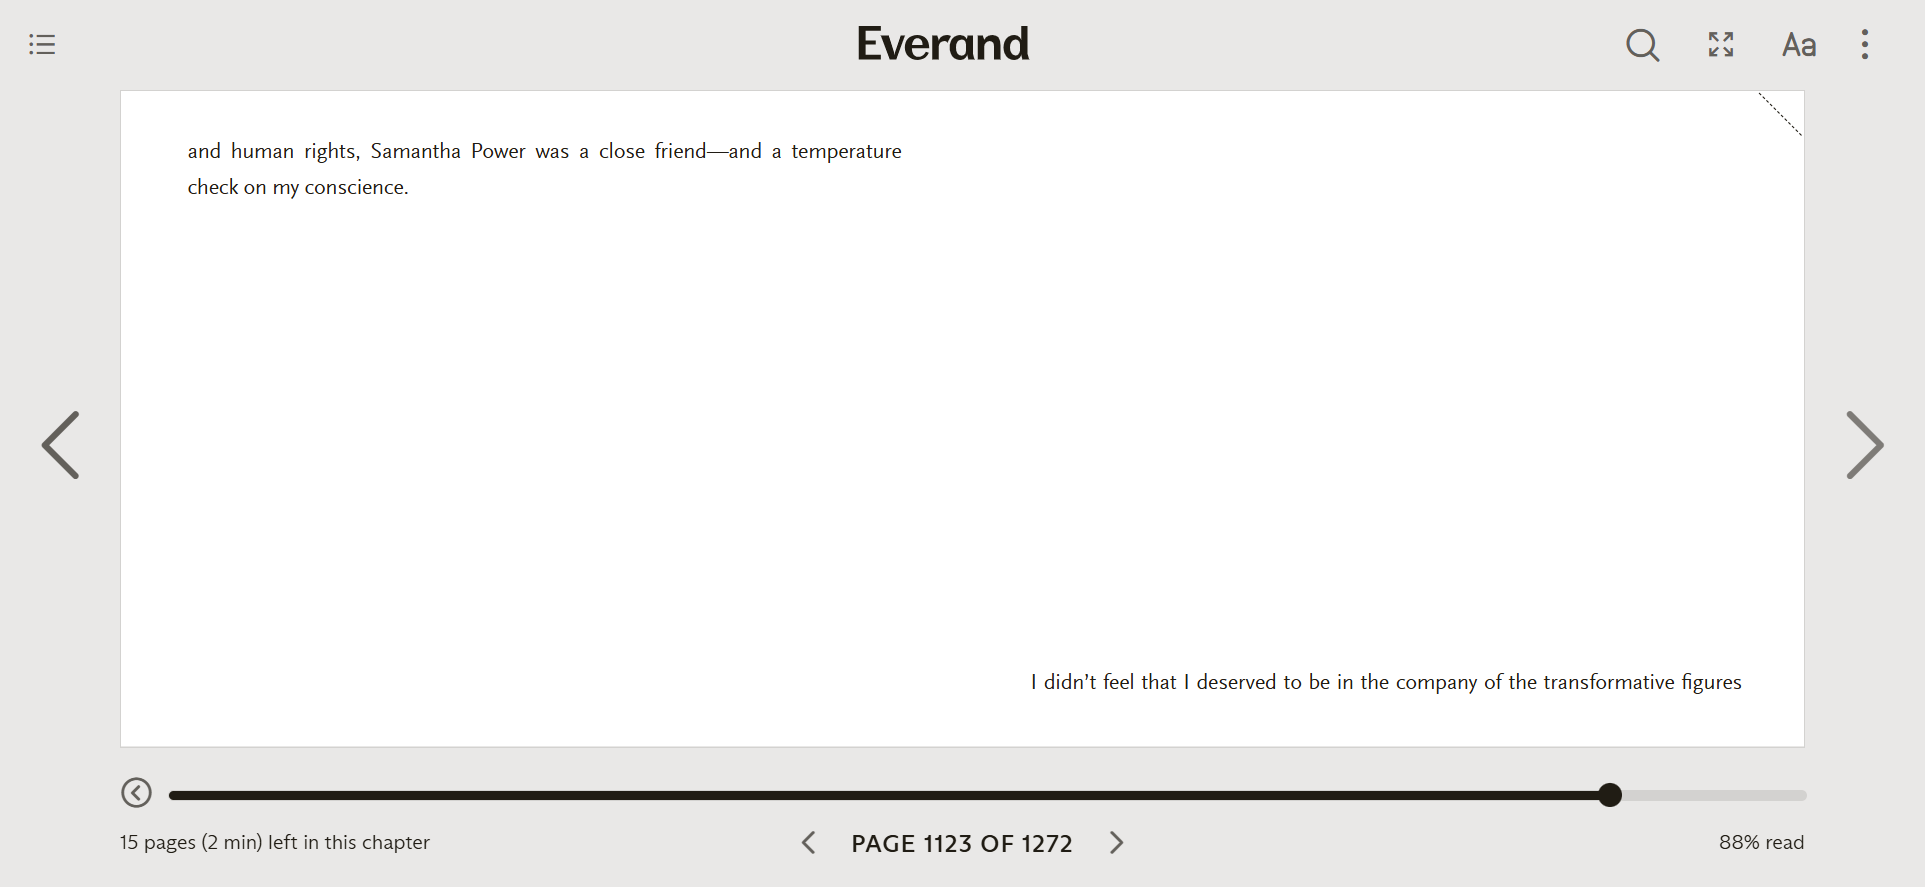 Everand
Aa
and human rights, Samantha Power was a close friend—and a temperature
check on my conscience.
I didn’t feel that I deserved to be in the company of the transformative figures
15 pages (2 min) left in this chapter
PAGE 1123 OF 1272
88% read